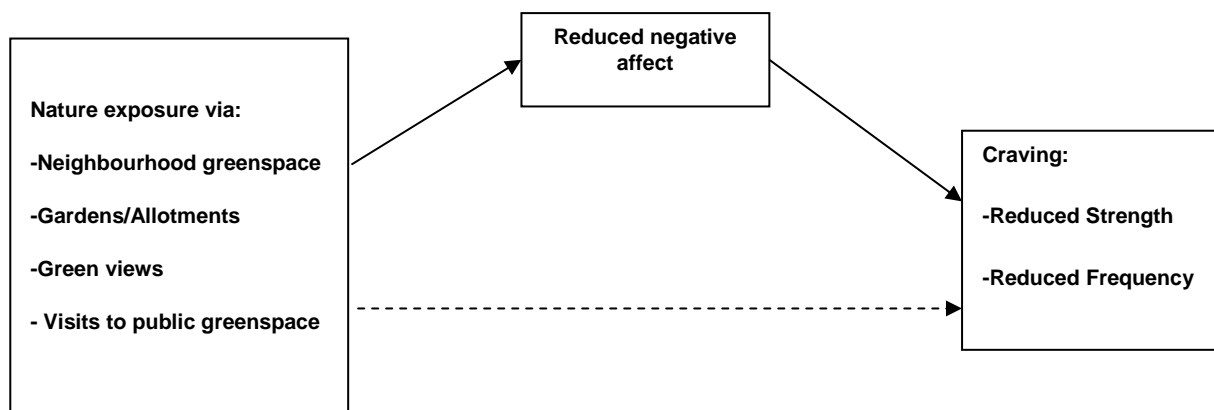 Nature exposure via:
-Neighbourhood greenspace
-Gardens/Allotments
-Green views
- Visits to public greenspace
Reduced negative
affect
Craving:
-Reduced Strength
-Reduced Frequency